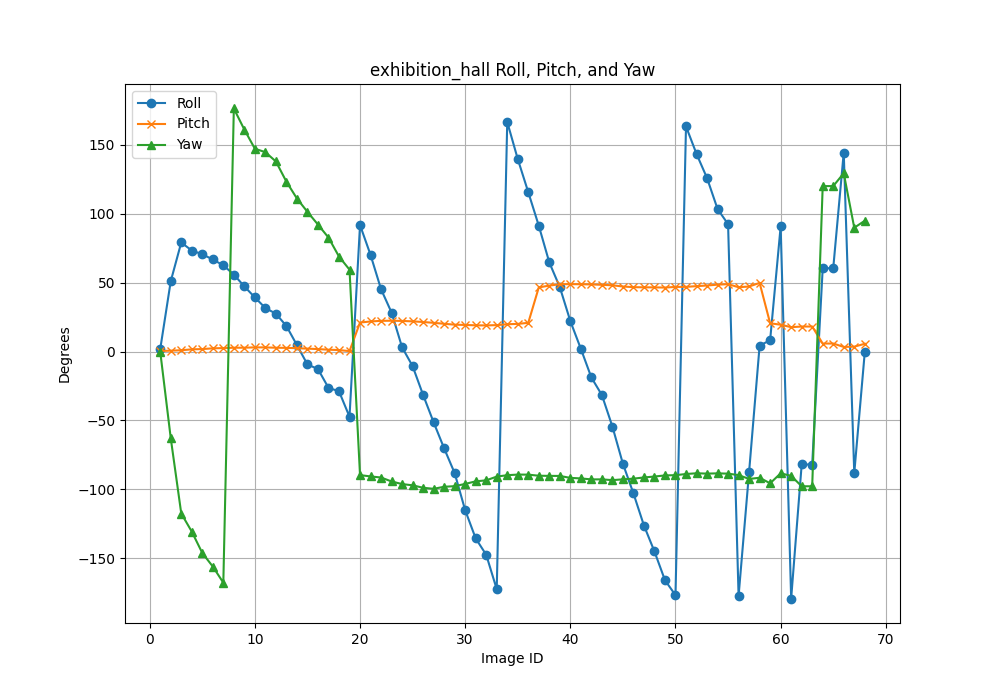 exhibition_hall Roll, Pitch, and Yaw
Roll
Pitch
Yaw
150
100
50
0
−50
−100
−150
Degrees
0 10 20 30 40 50 60 70
Image ID